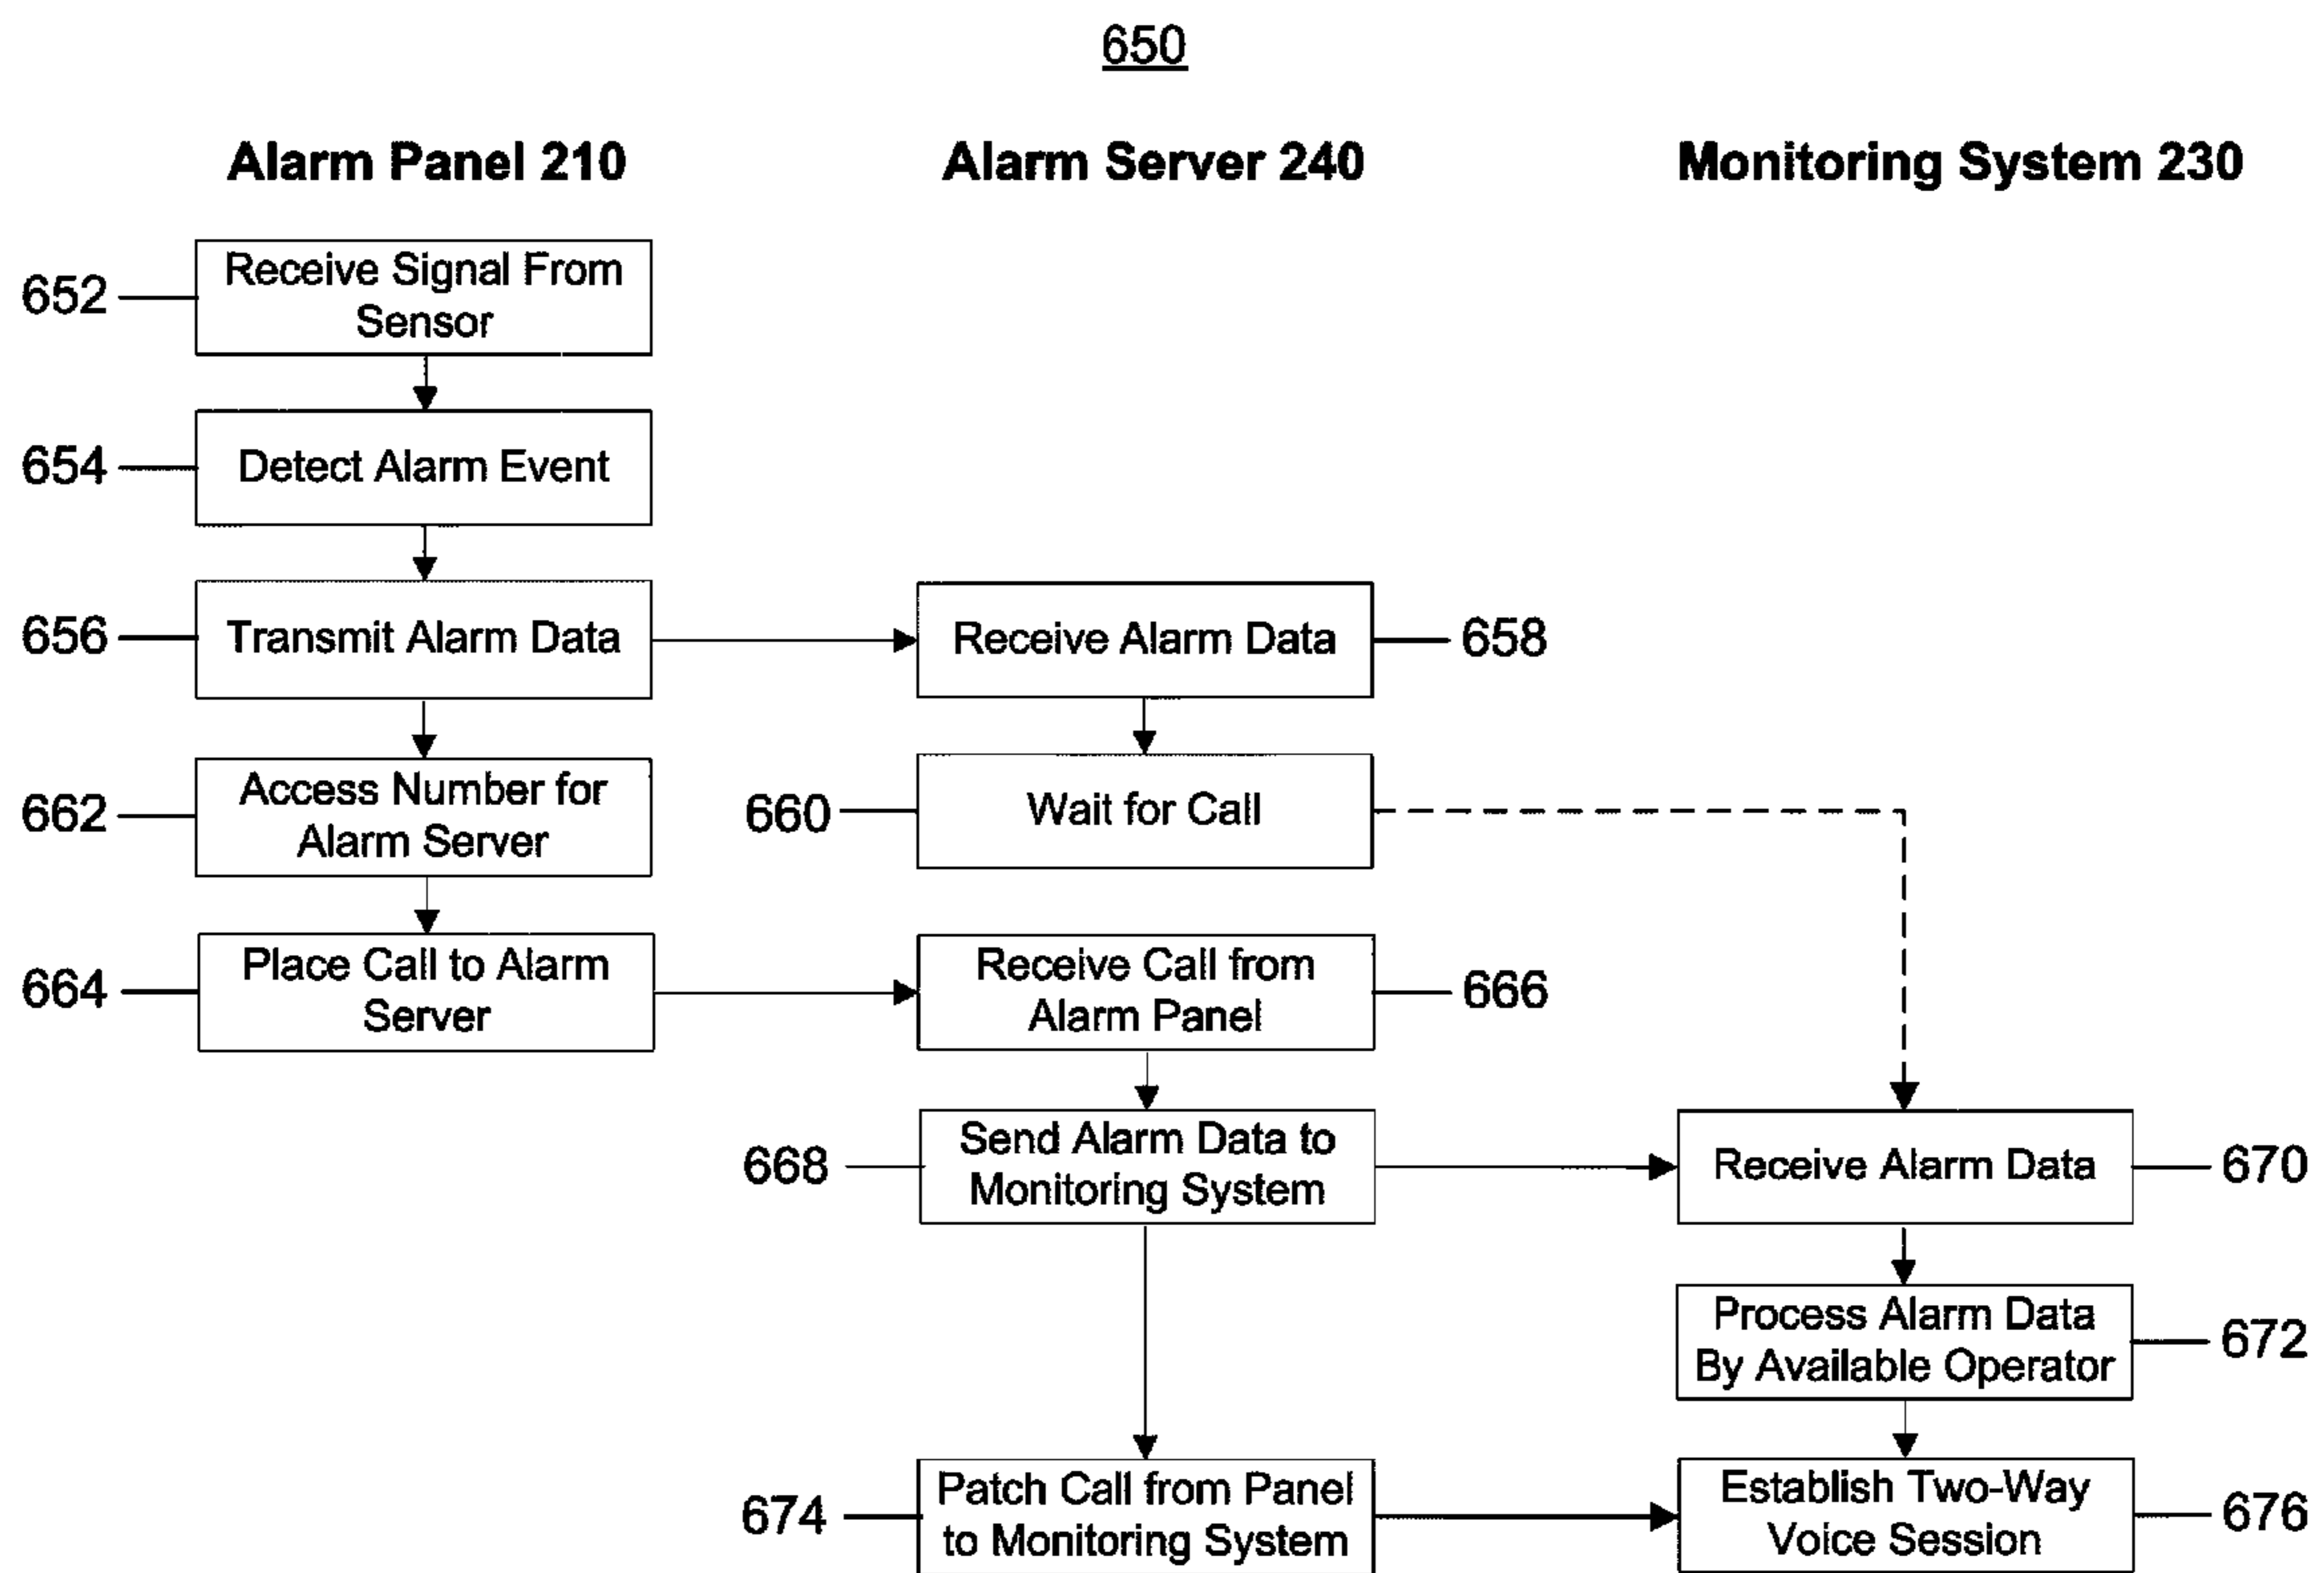 650
Alarm Panel 210
Alarm Server 240
Monitoring System 230
652
Receive Signal From
Sensor
654
Detect Alarm Event
656
Transmit Alarm Data
Receive Alarm Data
658
662
Access Number for
Alarm Server
660
Wait for Call
664
Place Call to Alarm
Server
Receive Call from
Alarm Panel
666
668
Send Alarm Data to
Monitoring System
Receive Alarm Data
670
Process Alarm Data
By Available Operator
672
674
Patch Call from Panel
to Monitoring System
Establish Two-Way
Voice Session
676